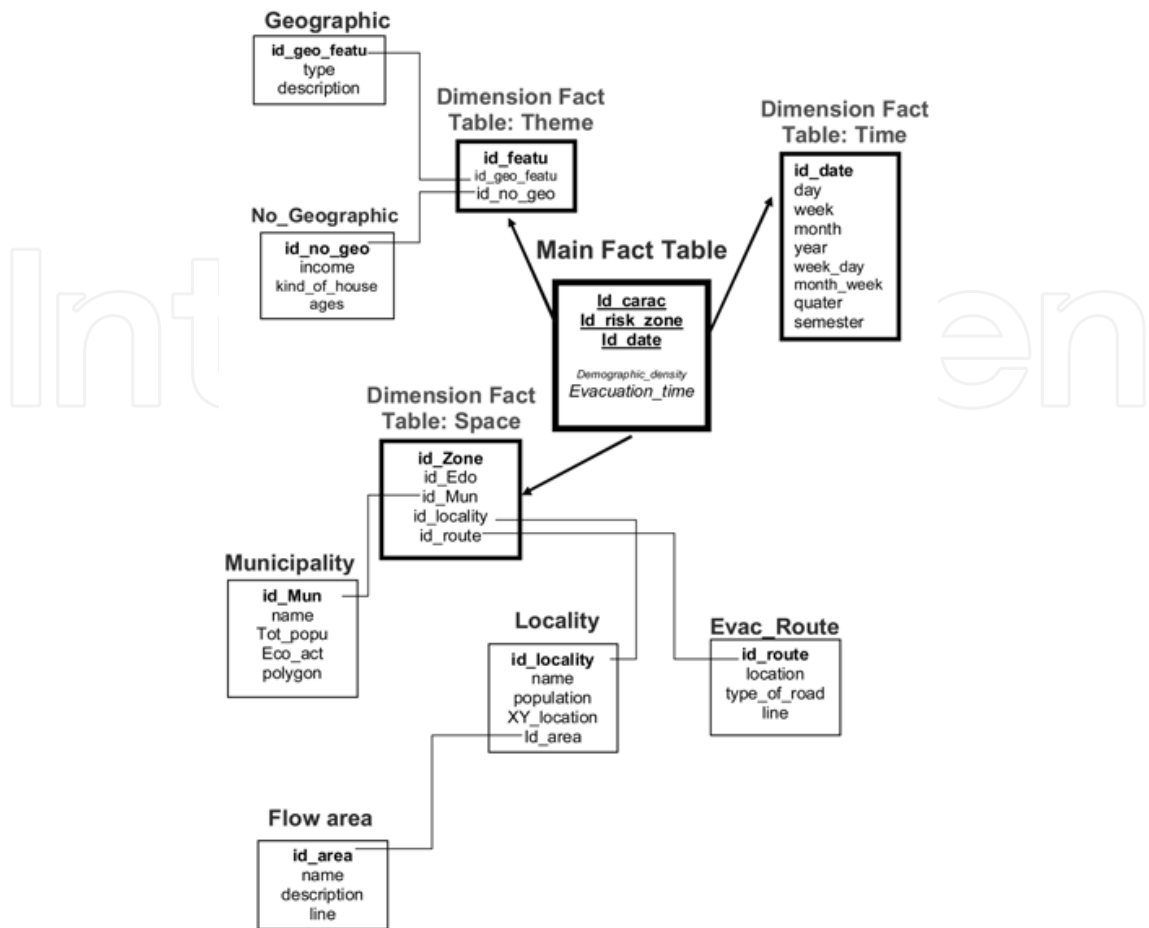 Geographic
id_geo_featu
type
description
Dimension Fact
Table: Theme
id_featu
id_geo_featu
id_no_geo
Dimension Fact
Table: Time
id_date
day
week
month
year
week_day
month_week
quater
semester
No_Geographic
id_no_geo
income
kind_of_house
ages
Main Fact Table
Id_carac
Id_risk_zone
Id_date
Demographic_density
Evacuation_time
Dimension Fact
Table: Space
id_Zone
id_Edo
id_Mun
id_locality
id_route
Municipality
id_Mun
name
Tot_popu
Eco_act
polygon
Locality
id_locality
name
population
XY_location
Id_area
Evac_Route
id_route
location
type_of_road
line
Flow area
id_area
name
description
line
Int
en